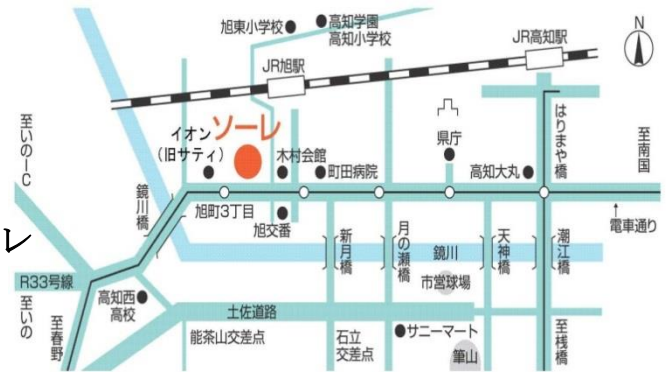 旭東小学校
高知学園
高知小学校
N
JR高知駅
JR旭駅
至いのIC
イオン
(旧サティ)
ソーレ
木村会館
町田病院
県庁
高知大丸
はりまや橋
至南国
鏡川橋
旭町3丁目
旭交番
電車通り
レ
新月橋
月の瀬橋
鏡川
天神橋
潮江橋
R33号線
市営球場
至いの
至春野
高知西
高校
土佐道路
能茶山交差点
石立
交差点
サニーマート
筆山
至桟橋